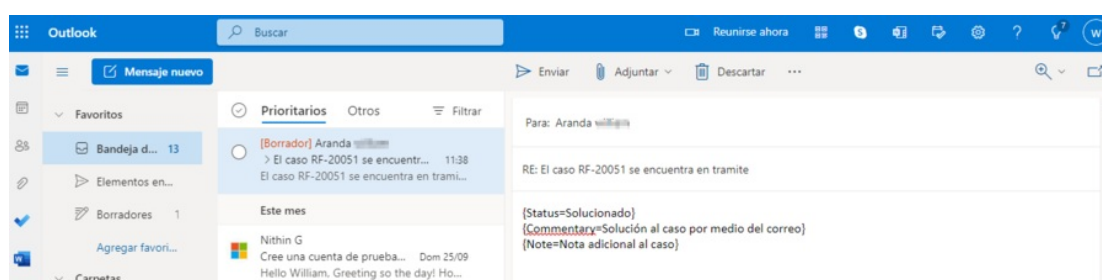 Outlook
Buscar
Reunirse ahora
7
W
Mensaje nuevo
Enviar
Adjuntar
Descartar
Favoritos
Bandeja d... 13
Elementos en...
Borradores 1
Agregar favori...
Carpetas
Prioritarios Otros Filtrar
[Borrador] Aranda
> El caso RF-20051 se encuentr... 11:38
El caso RF-20051 se encuentra en trami...
Este mes
Nithin G
Cree una cuenta de prueba... Dom 25/09
Hello William, Greeting so the day! Ho...
Para: Aranda
RE: El caso RF-20051 se encuentra en tramite
{Status=Solucionado}
{Commentary=Solución al caso por medio del correo}
{Note=Nota adicional al caso}